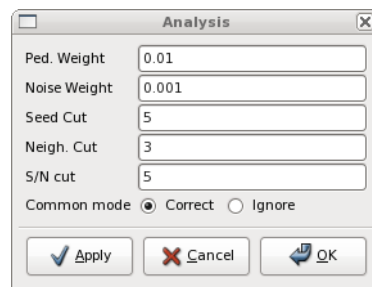 Analysis
Ped. Weight 0.01
Noise Weight 0.001
Seed Cut 5
Neigh. Cut 3
S/N cut 5
Common mode Correct Ignore
Apply Cancel OK